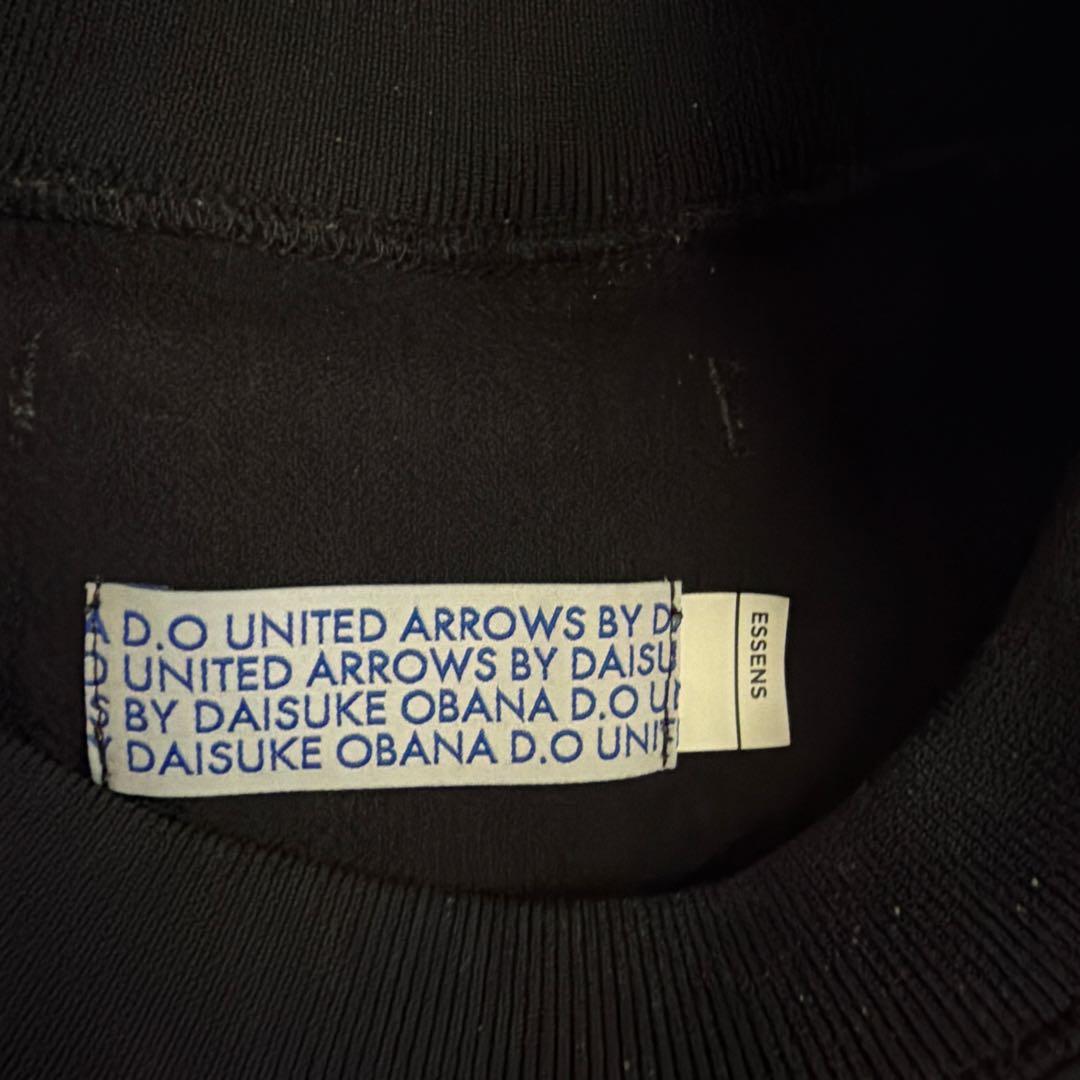 A D.O UNITED ARROWS BY D
O UNITED ARROWS BY DAISU
S BY DAISUKE OBANA D.O U
Y DAISUKE OBANA D.O UNI
ESSENS